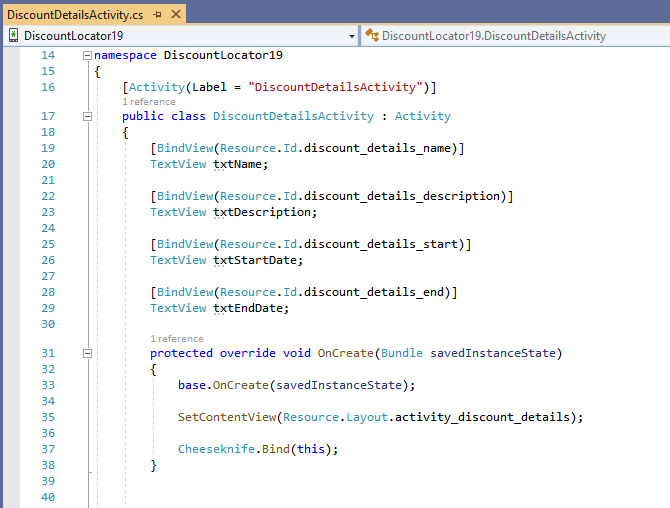 DiscountDetailsActivity.cs
DiscountLocator19 DiscountLocator19.DiscountDetailsActivity
14 namespace DiscountLocator19
15 {
16 [Activity(Label = "DiscountDetailsActivity")]
1 reference
17 public class DiscountDetailsActivity : Activity
18 {
19 [BindView(Resource.Id.discount_details_name)]
20 TextView txtName;
21
22 [BindView(Resource.Id.discount_details_description)]
23 TextView txtDescription;
24
25 [BindView(Resource.Id.discount_details_start)]
26 TextView txtStartDate;
27
28 [BindView(Resource.Id.discount_details_end)]
29 TextView txtEndDate;
30
1 reference
31 protected override void OnCreate(Bundle savedInstanceState)
32 {
33 base.OnCreate(savedInstanceState);
34
35 SetContentView(Resource.Layout.activity_discount_details);
36
37 Cheeseknife.Bind(this);
38 }
39
40